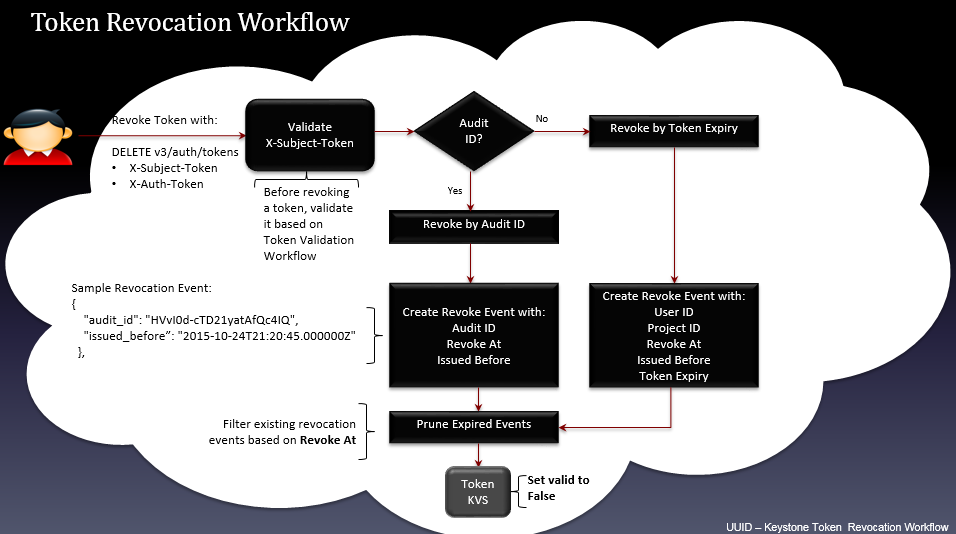 Token Revocation Workflow
Revoke Token with:
DELETE v3/auth/tokens
• X-Subject-Token
• X-Auth-Token
Validate
X-Subject-Token
Before revoking
a token, validate
it based on
Token Validation
Workflow
Audit
ID?
No
Revoke by Token Expiry
Yes
Revoke by Audit ID
Sample Revocation Event:
{
"audit_id": "HVvI0d-cTD21yatAfQc4IQ",
"issued_before": "2015-10-24T21:20:45.000000Z"
},
Create Revoke Event with:
Audit ID
Revoke At
Issued Before
Create Revoke Event with:
User ID
Project ID
Revoke At
Issued Before
Token Expiry
Filter existing revocation
events based on Revoke At
Prune Expired Events
Token
KVS
Set valid to
False
UUID – Keystone Token Revocation Workflow